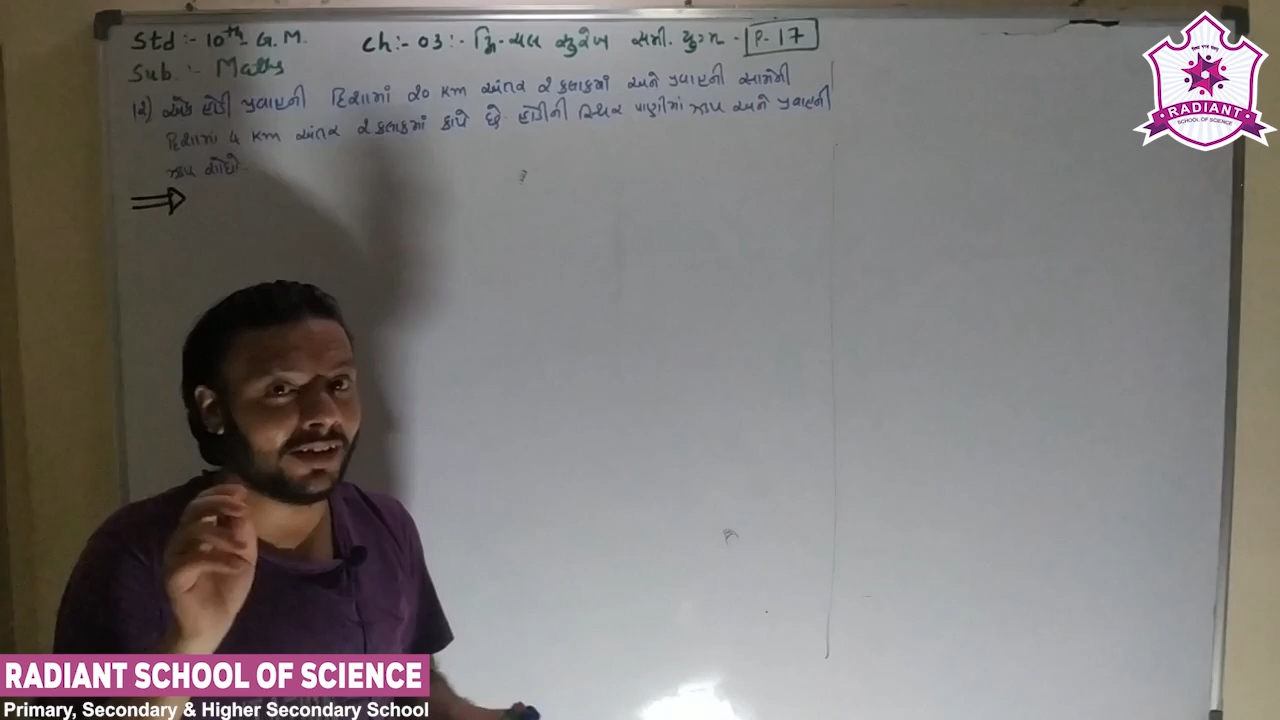 Std :- 10th G.M. Ch:- 03 :- દ્વિ-ચલ સુરેખ સમી. યુગ્મ - P-17
Sub :- Maths
12) એક હોડી પ્રવાહની દિશામાં 20 Km અંતર 2 કલાકમાં અને પ્રવાહની સામેની
દિશામાં 4 Km અંતર 2 કલાકમાં કાપે છે. હોડીની સ્થિર પાણીમાં ઝડપ અને પ્રવાહની
ઝડપ શોધો.
RADIANT
SCHOOL OF SCIENCE
RADIANT SCHOOL OF SCIENCE
Primary, Secondary & Higher Secondary School